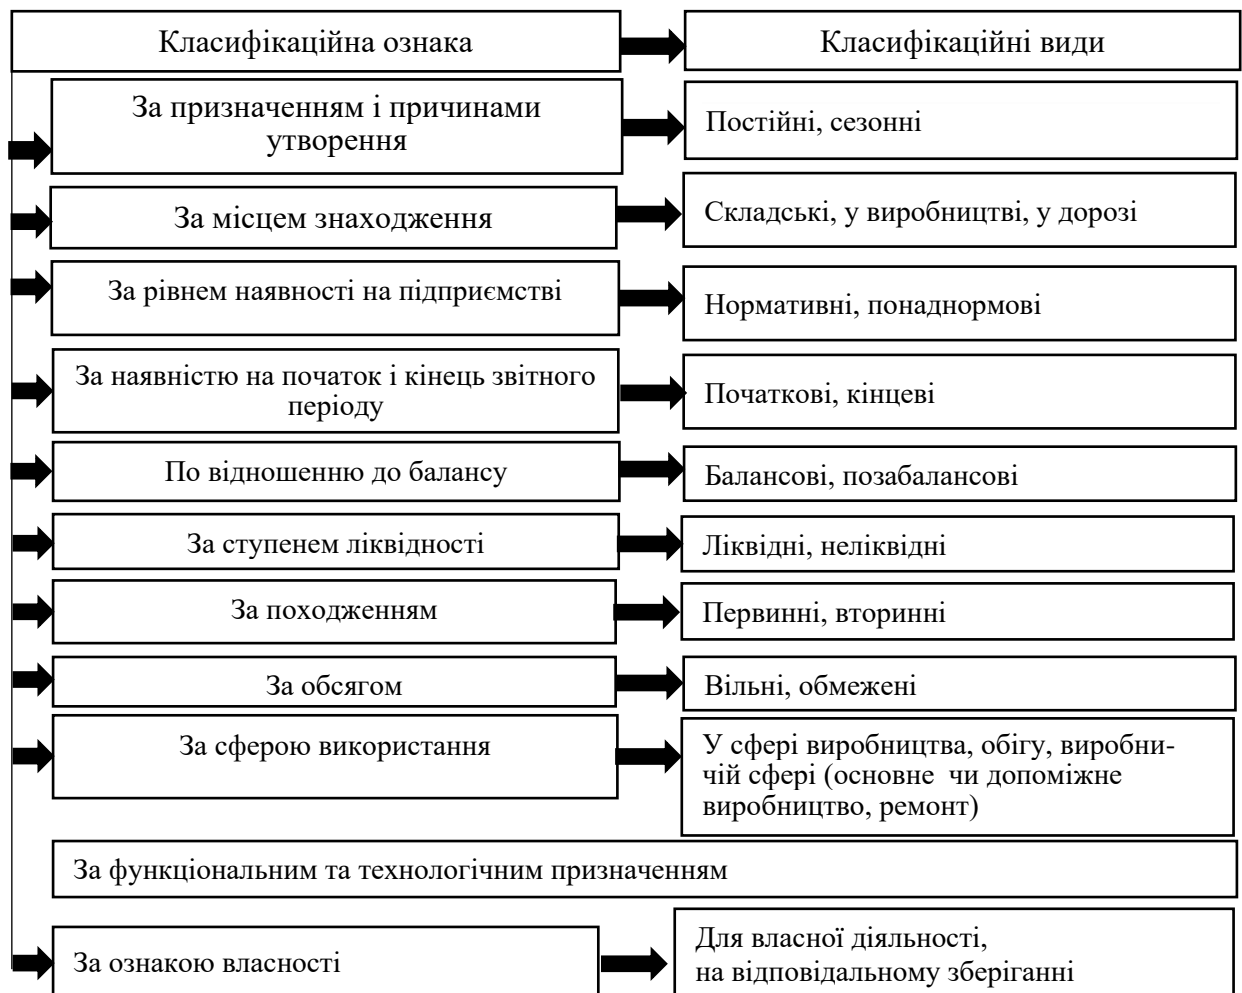 Класифікаційна ознака
Класифікаційні види
За призначенням і причинами
утворення
Постійні, сезонні
За місцем знаходження
Складські, у виробництві, у дорозі
За рівнем наявності на підприємстві
Нормативні, понаднормові
За наявністю на початок і кінець звітного
періоду
Початкові, кінцеві
По відношенню до балансу
Балансові, позабалансові
За ступенем ліквідності
Ліквідні, неліквідні
За походженням
Первинні, вторинні
За обсягом
Вільні, обмежені
За сферою використання
У сфері виробництва, обігу, виробни-
чій сфері (основне чи допоміжне
виробництво, ремонт)
За функціональним та технологічним призначенням
За ознакою власності
Для власної діяльності,
на відповідальному зберіганні